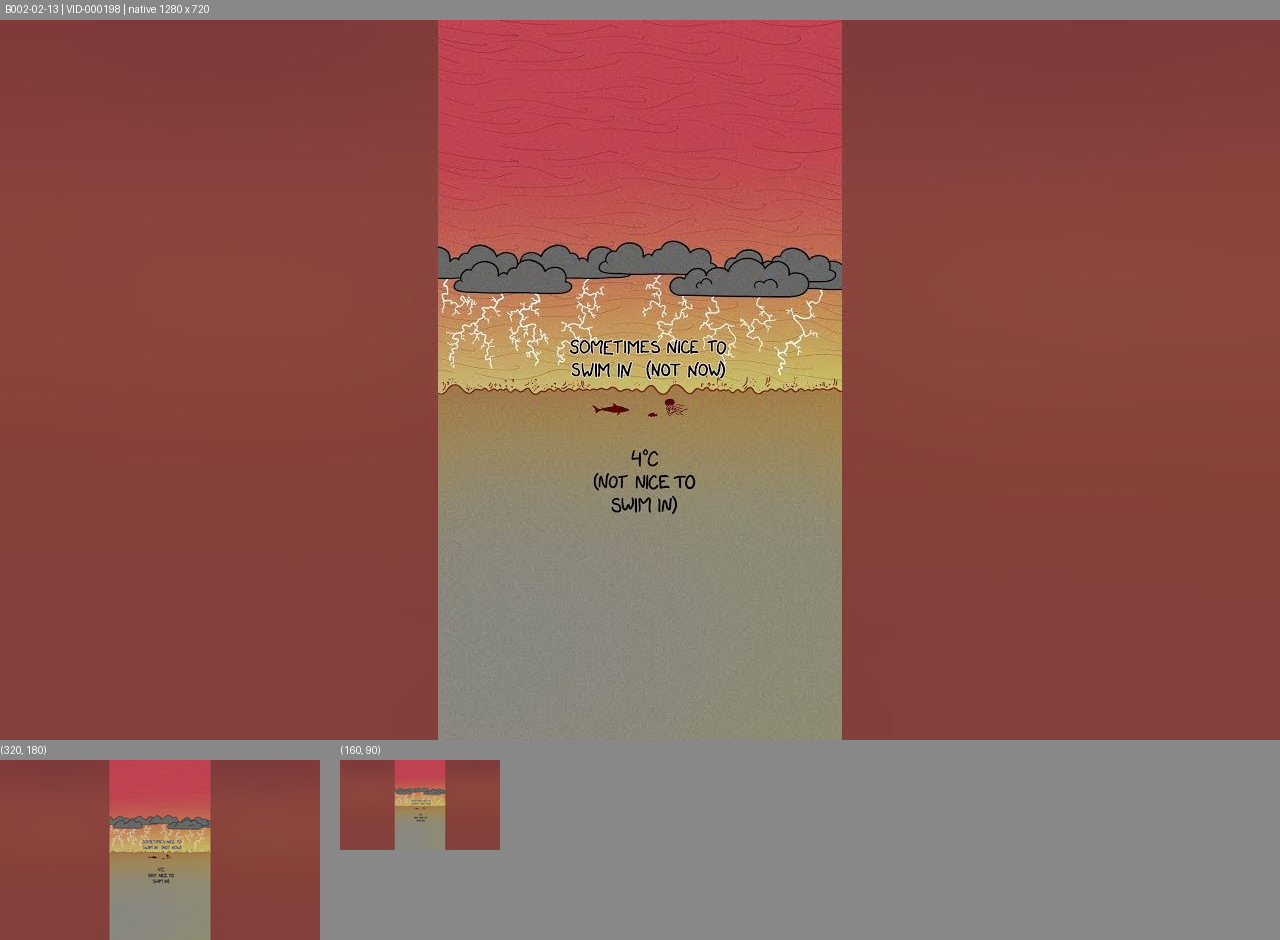 B002-02-13 | VID-000198 | native 1280 x 720
SOMETIMES NICE TO
SWIM IN (NOT NOW)
4°C
(NOT NICE TO
SWIM IN)
(320, 180)
(160, 90)